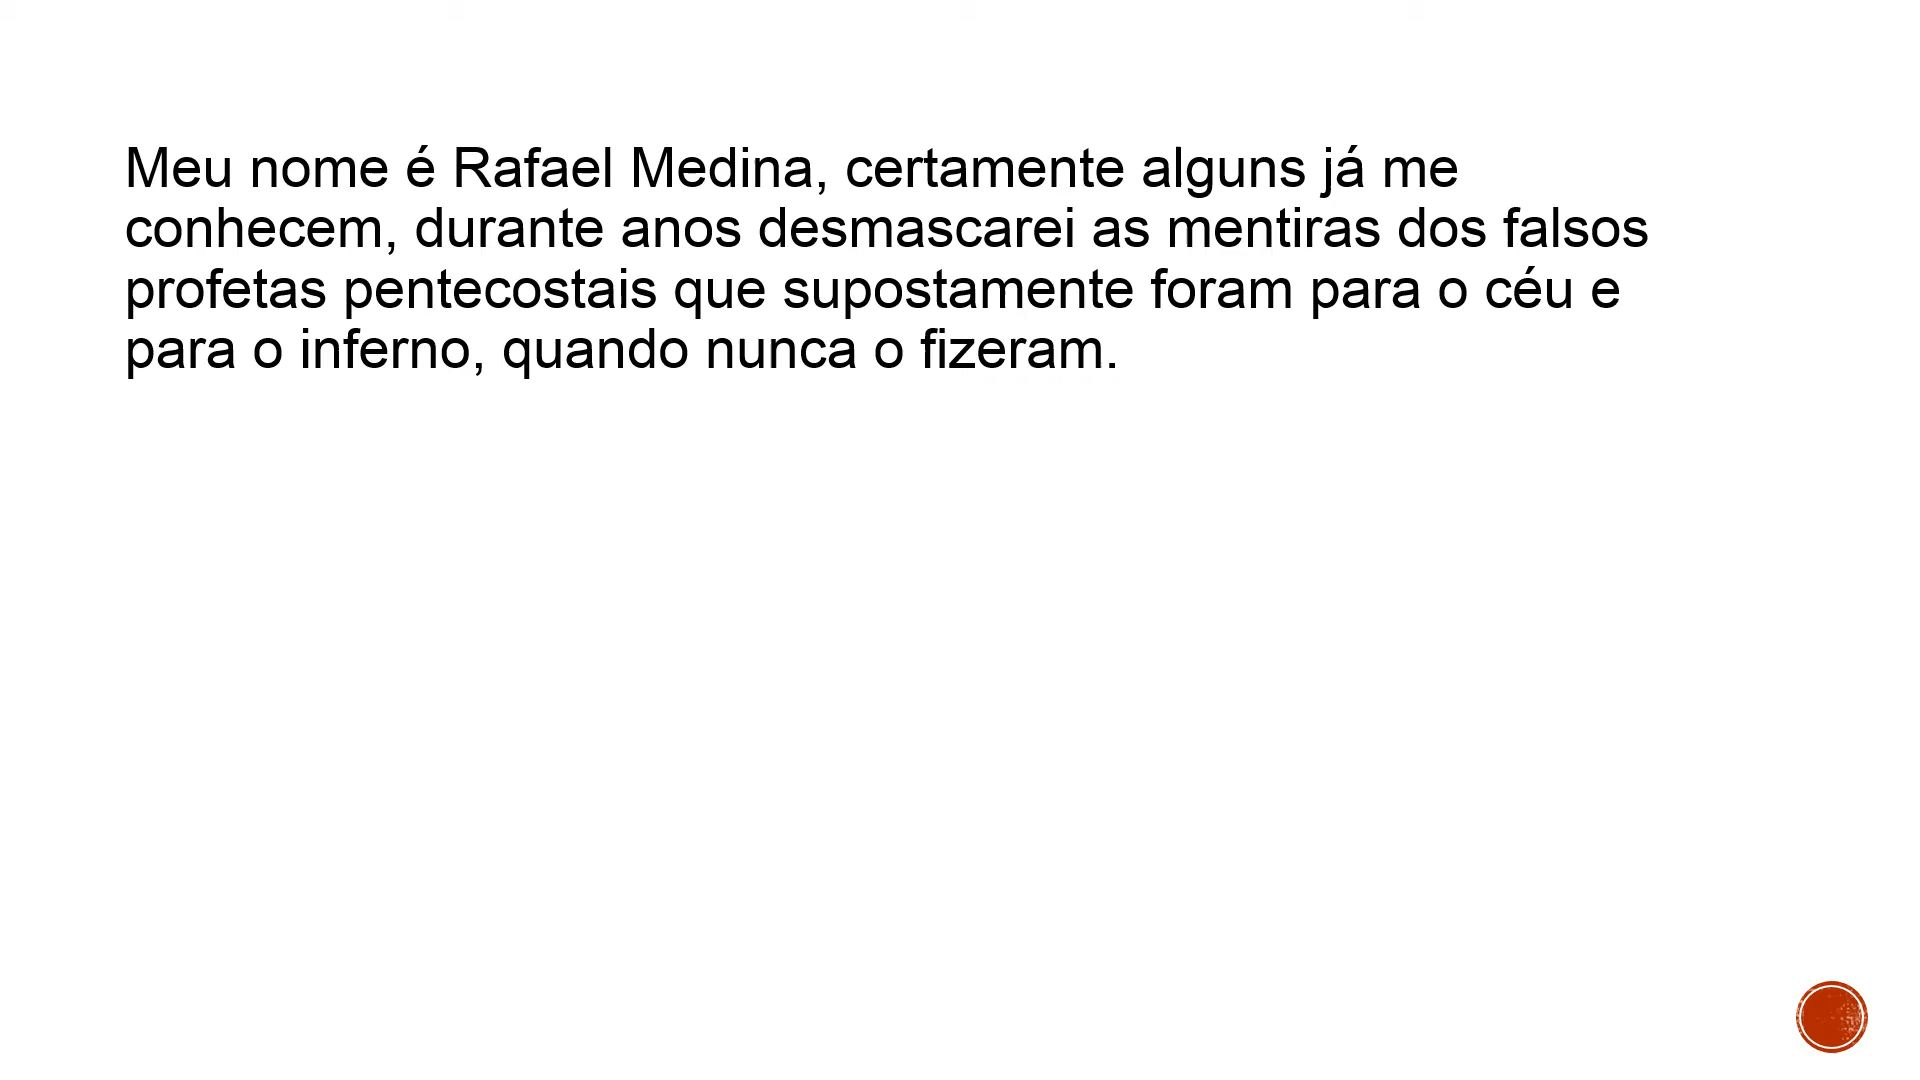 Meu nome é Rafael Medina, certamente alguns já me
conhecem, durante anos desmascarei as mentiras dos falsos
profetas pentecostais que supostamente foram para o céu e
para o inferno, quando nunca o fizeram.